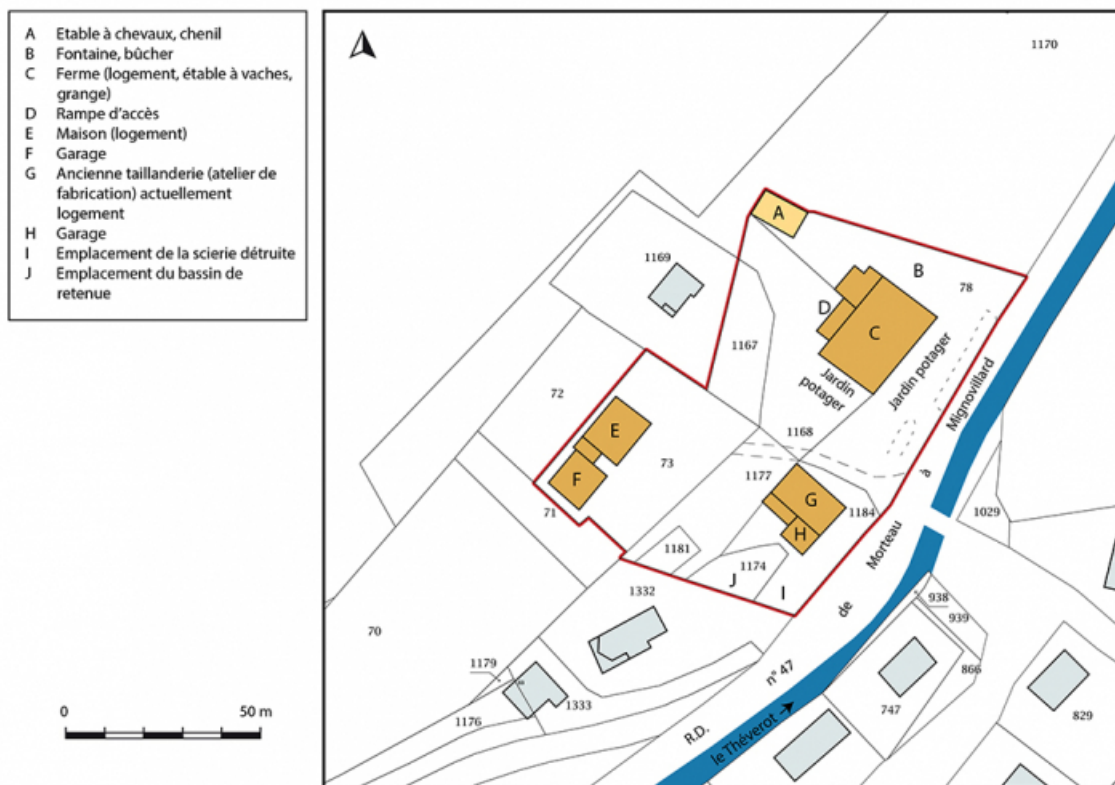 A Etable à chevaux, chenil
B Fontaine, bûcher
C Ferme (logement, étable à vaches,
grange)
D Rampe d'accès
E Maison (logement)
F Garage
G Ancienne taillanderie (atelier de
fabrication) actuellement
logement
H Garage
I Emplacement de la scierie détruite
J Emplacement du bassin de
retenue
0 50 m
1170
A
1169
B
78
D
C
1167
Jardin
potager
Jardin potager
Mignovillard
72
E
1168
73
à
F
1177
G
71
1184
1029
H
Morteau
1181
1174
J
I
1332
de
938
939
70
866
1179
n° 47
1333
747
829
1176
R.D.
le Théverot →